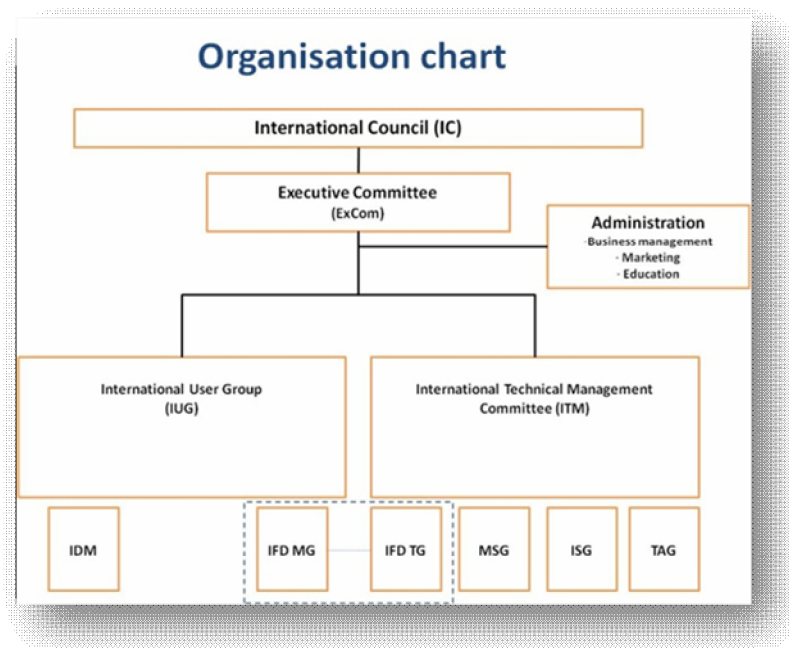 Organisation chart
International Council (IC)
Executive Committee
(ExCom)
Administration
-Business management
- Marketing
- Education
International User Group
(IUG)
International Technical Management
Committee (ITM)
IDM
IFD MG
IFD TG
MSG
ISG
TAG